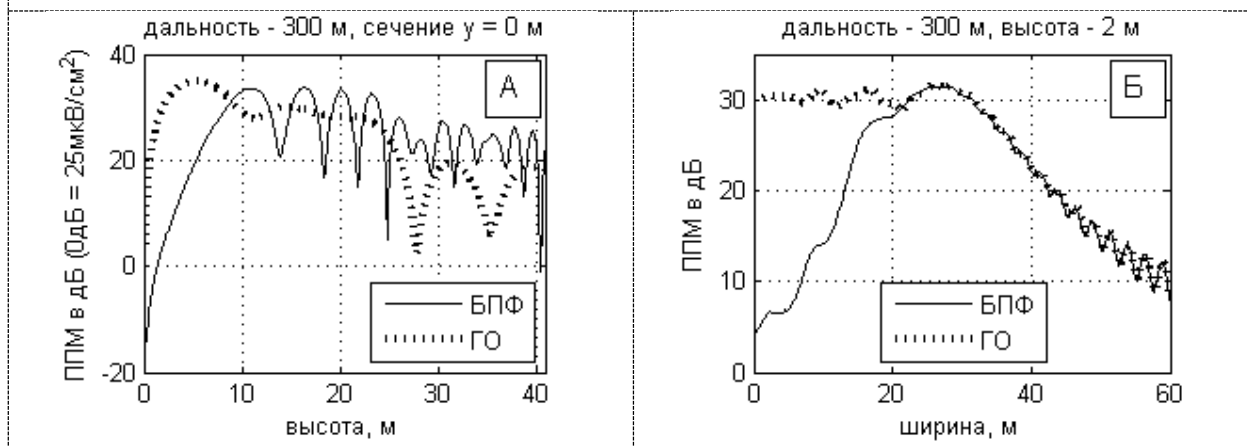 дальность - 300 м, сечение y = 0 м
ППМ в дБ (0дБ = 25мкВ/см²)
40
20
0
-20
А
БПФ
ГО
0 10 20 30 40
высота, м
дальность - 300 м, высота - 2 м
ППМ в дБ
30
20
10
0
Б
БПФ
ГО
0 20 40 60
ширина, м